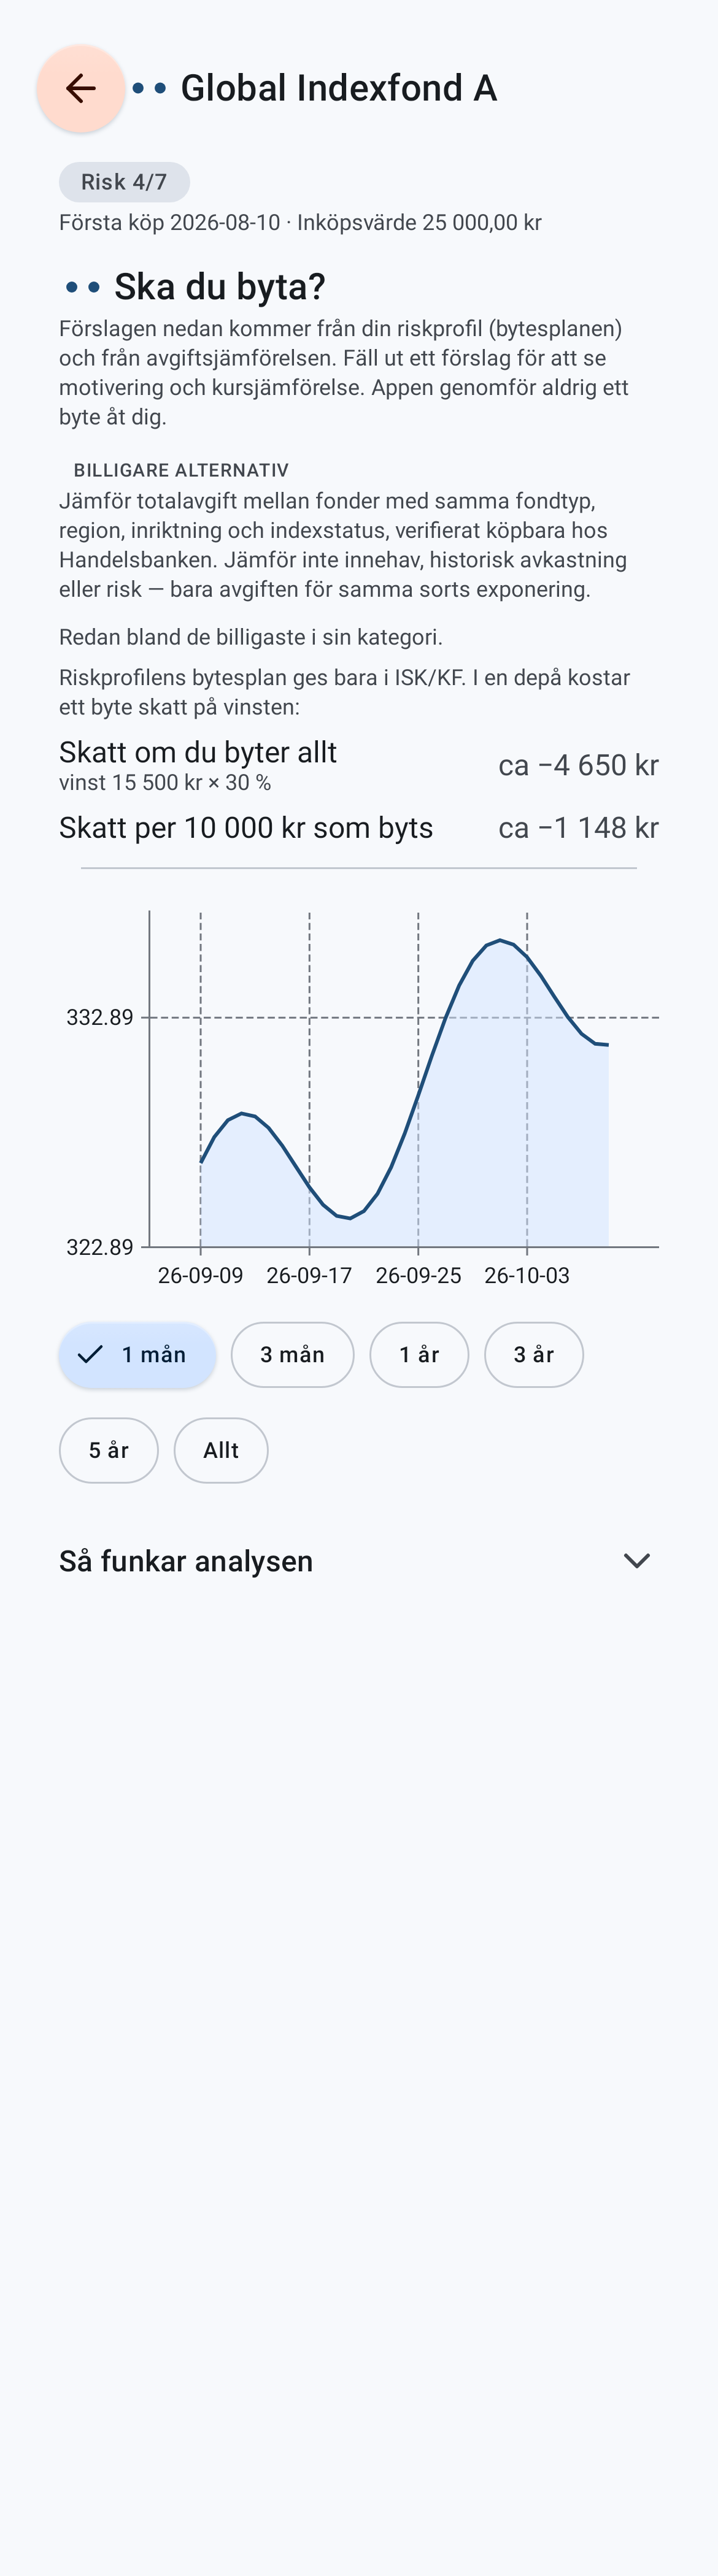 Global Indexfond A
Risk 4/7
Första köp 2026-08-10 · Inköpsvärde 25 000,00 kr
Ska du byta?
Förslagen nedan kommer från din riskprofil (bytesplanen)
och från avgiftsjämförelsen. Fäll ut ett förslag för att se
motivering och kursjämförelse. Appen genomför aldrig ett
byte åt dig.
BILLIGARE ALTERNATIV
Jämför totalavgift mellan fonder med samma fondtyp,
region, inriktning och indexstatus, verifierat köpbara hos
Handelsbanken. Jämför inte innehav, historisk avkastning
eller risk — bara avgiften för samma sorts exponering.
Redan bland de billigaste i sin kategori.
Riskprofilens bytesplan ges bara i ISK/KF. I en depå kostar
ett byte skatt på vinsten:
Skatt om du byter allt
vinst 15 500 kr × 30 %
ca −4 650 kr
Skatt per 10 000 kr som byts
ca −1 148 kr
332.89
322.89
26-09-09 26-09-17 26-09-25 26-10-03
1 mån 3 mån 1 år 3 år
5 år Allt
Så funkar analysen